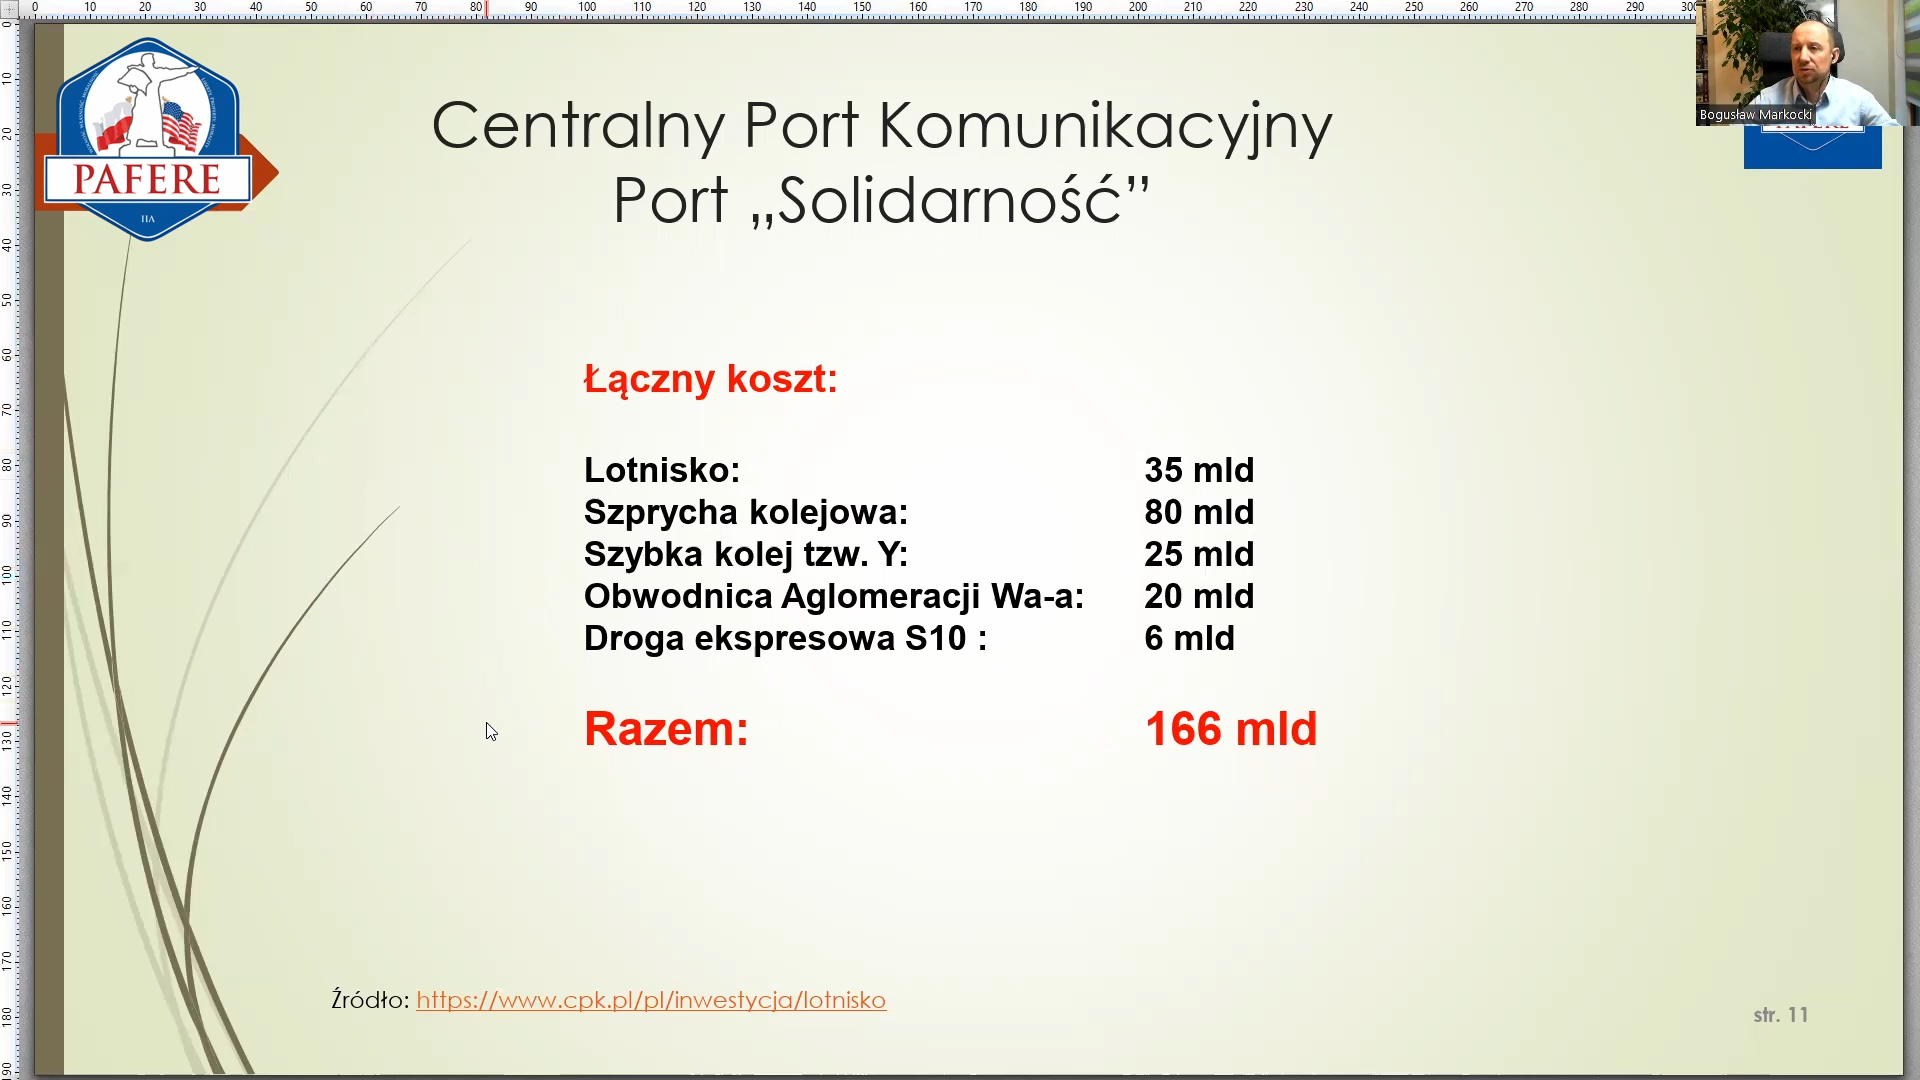 Centralny Port Komunikacyjny
Port „Solidarność”
PAFERE
Bogusław Markocki
Łączny koszt:
Lotnisko: 35 mld
Szprycha kolejowa: 80 mld
Szybka kolej tzw. Y: 25 mld
Obwodnica Aglomeracji Wa-a: 20 mld
Droga ekspresowa S10 : 6 mld
Razem: 166 mld
Źródło: https://www.cpk.pl/pl/inwestycja/lotnisko
str. 11